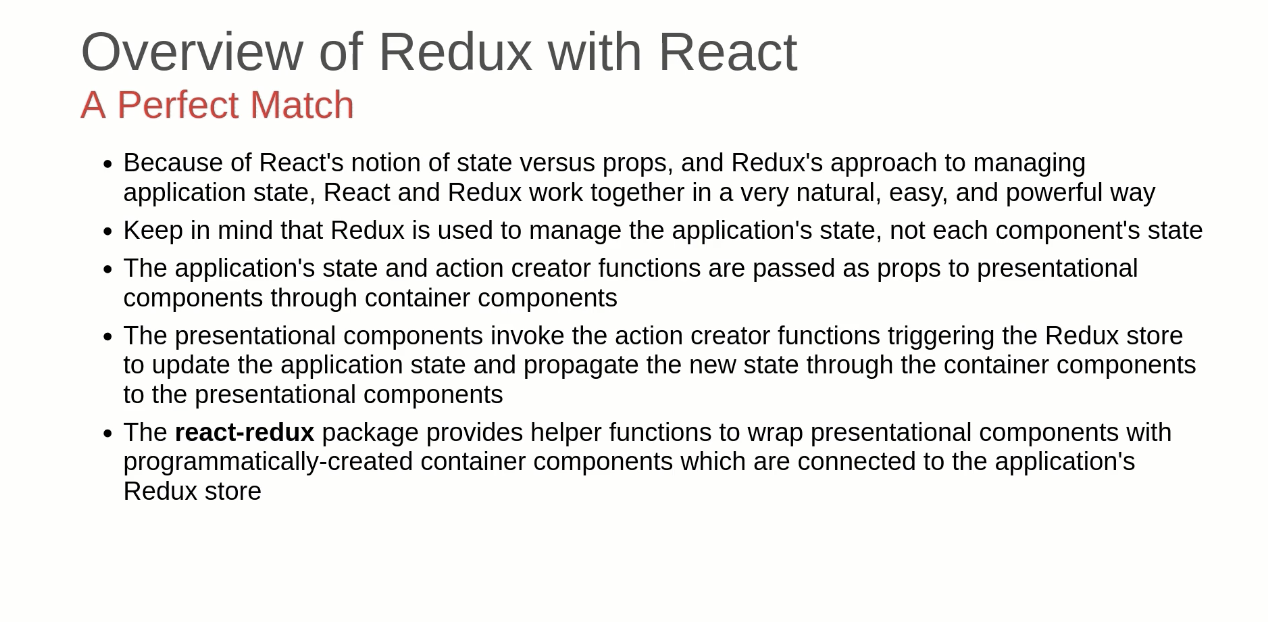 Overview of Redux with React
A Perfect Match
• Because of React's notion of state versus props, and Redux's approach to managing
application state, React and Redux work together in a very natural, easy, and powerful way
• Keep in mind that Redux is used to manage the application's state, not each component's state
• The application's state and action creator functions are passed as props to presentational
components through container components
• The presentational components invoke the action creator functions triggering the Redux store
to update the application state and propagate the new state through the container components
to the presentational components
• The react-redux package provides helper functions to wrap presentational components with
programmatically-created container components which are connected to the application's
Redux store